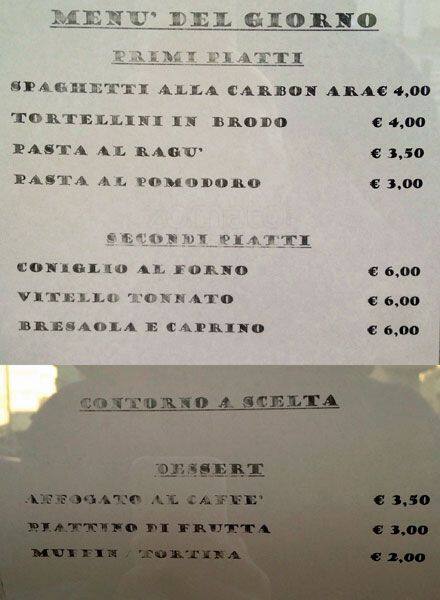 MENU' DEL GIORNO
PRIMI PIATTI
SPAGHETTI ALLA CARBON ARA€ 4,00
TORTELLINI IN BRODO € 4,00
PASTA AL RAGU' € 3,50
PASTA AL POMODORO € 3,00
SECONDI PIATTI
CONIGLIO AL FORNO € 6,00
VITELLO TONNATO € 6,00
BRESAOLA E CAPRINO € 6,00
CONTORNO A SCELTA
DESSERT
AFFOGATO AL CAFFE' € 3,50
PIATTINO DI FRUTTA € 3,00
MUFFIN / TORTINA € 2,00